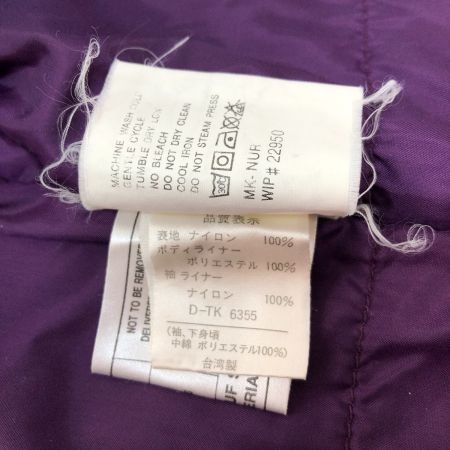 MACHINE WASH COLD
GENTLE CYCLE
TUMBLE DRY LOW
NO BLEACH
DO NOT DRY CLEAN
COOL IRON
DO NOT STEAM PRESS
MK- NUR
WIP# 22950
品質表示
表地 ナイロン 100%
ボディライナー
ポリエステル 100%
袖 ライナー
ナイロン 100%
D-TK 6355
(袖、下身頃
中綿 ポリエステル100%)
台湾製
NOT TO BE REMOVED